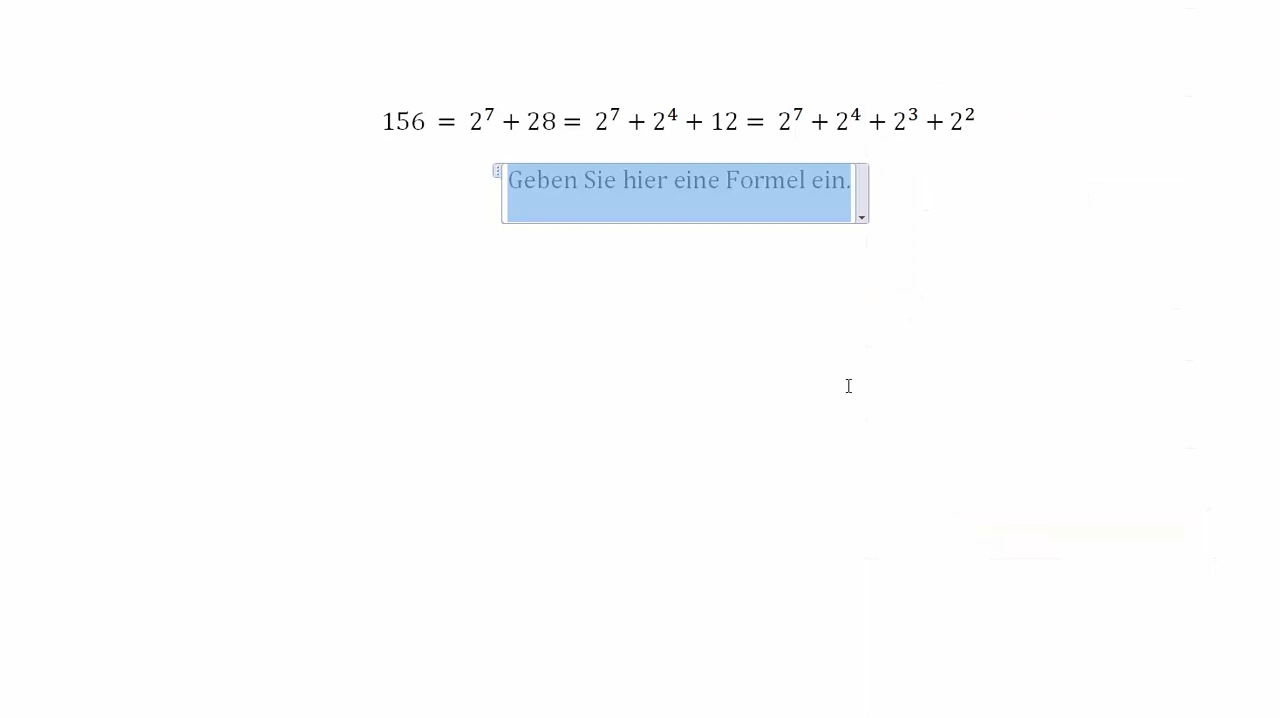 156 = 2⁷ + 28 = 2⁷ + 2⁴ + 12 = 2⁷ + 2⁴ + 2³ + 2²
Geben Sie hier eine Formel ein.